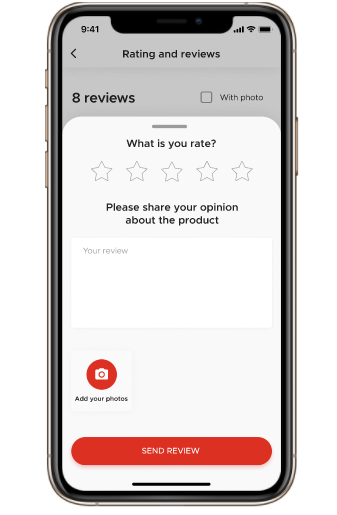 9:41
Rating and reviews
8 reviews
With photo
What is you rate?
Please share your opinion
about the product
Your review
Add your photos
SEND REVIEW